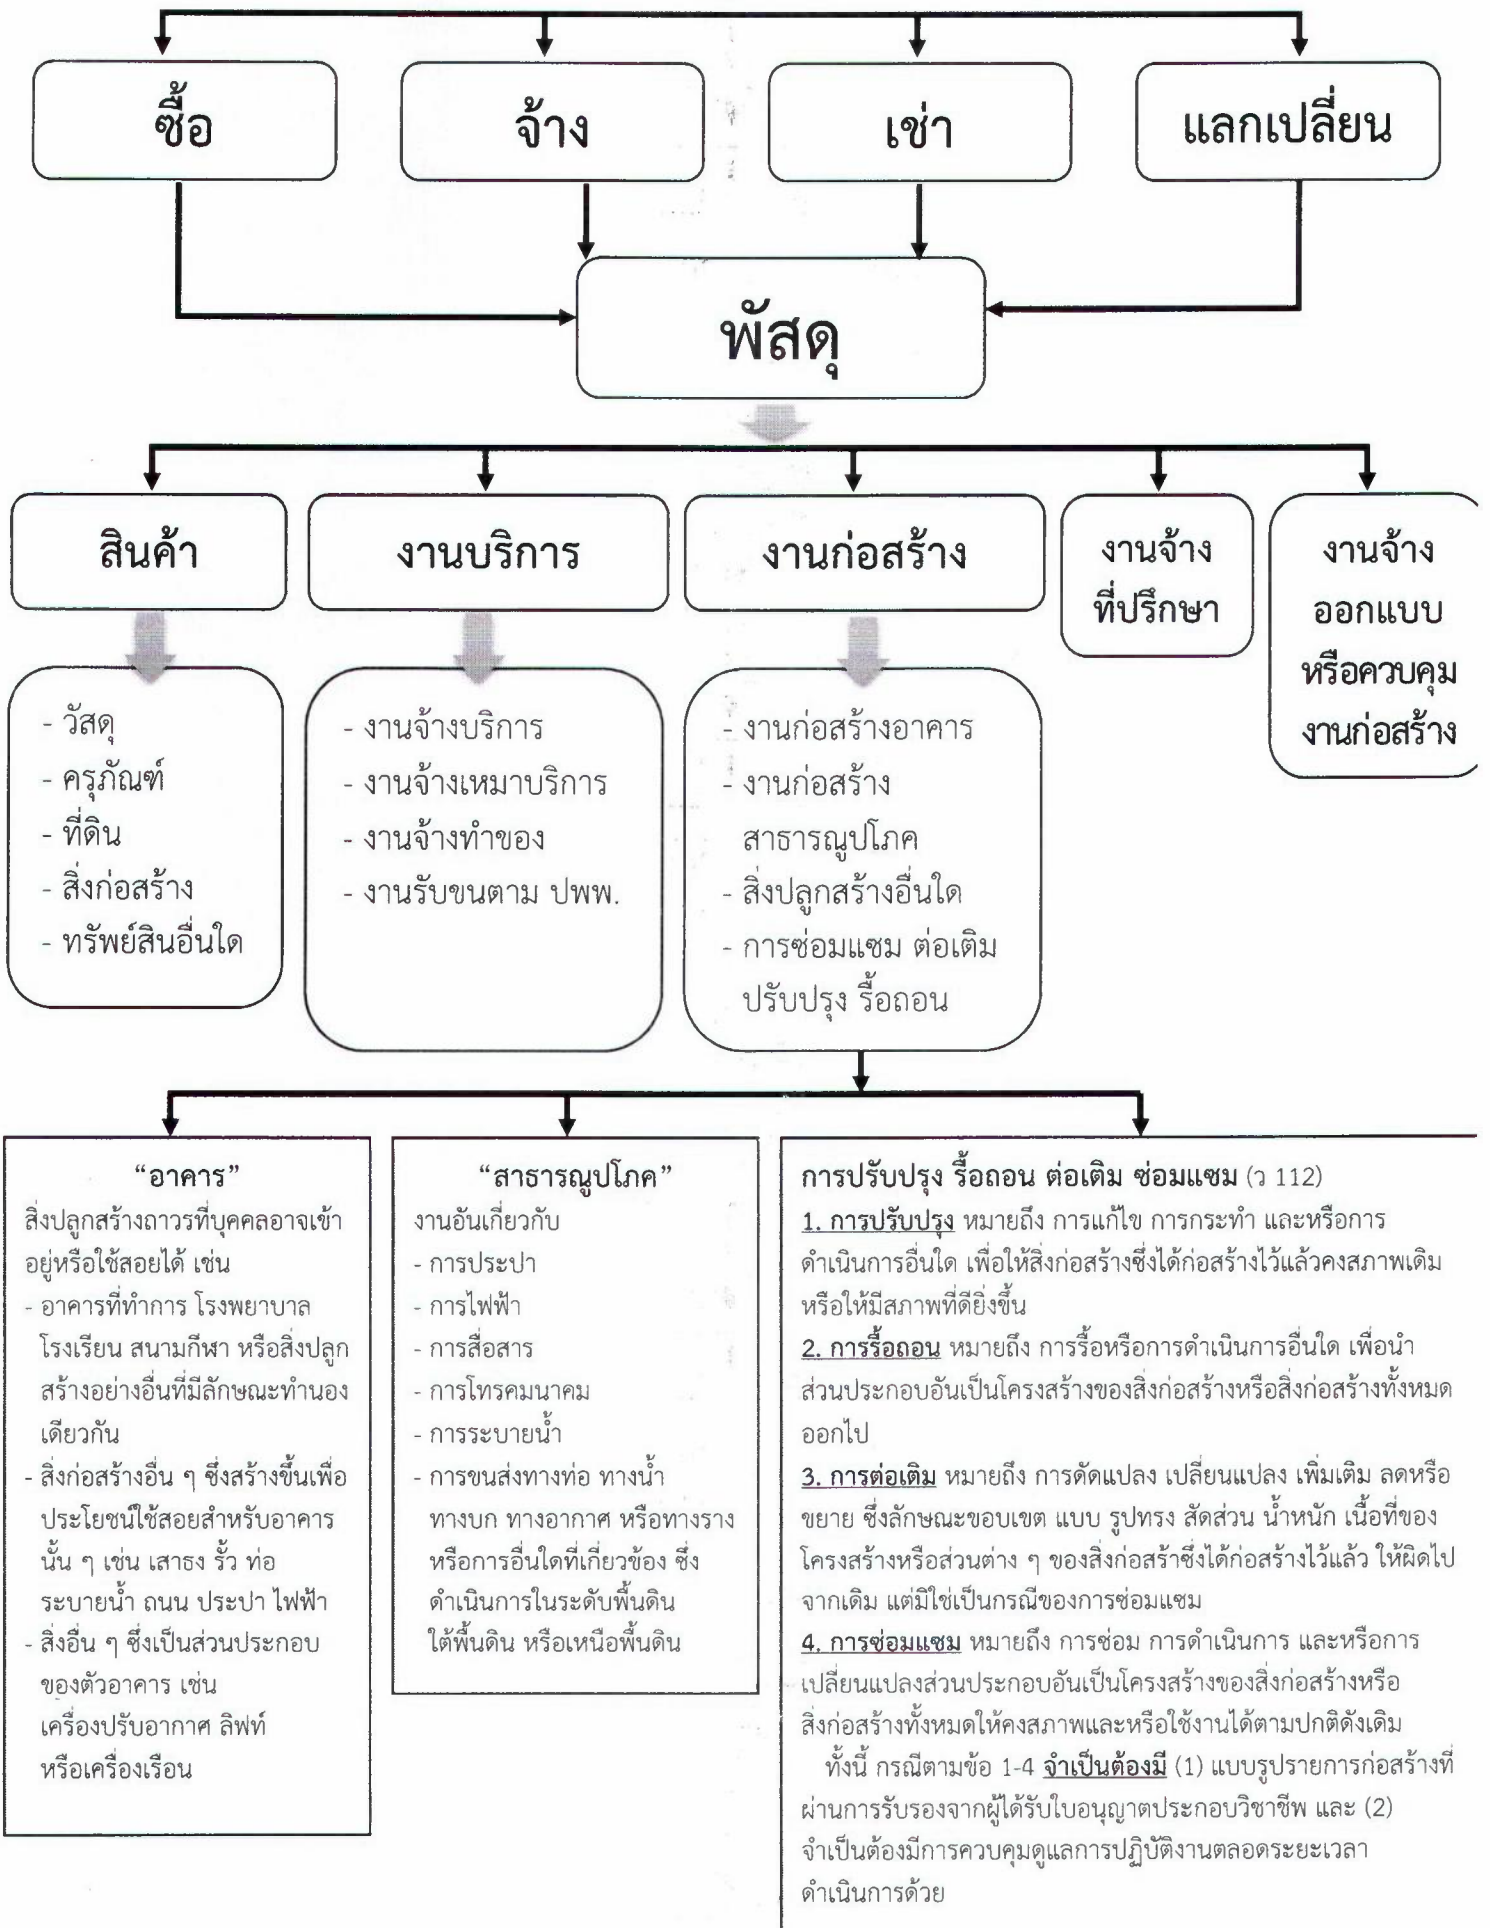 ซื้อ
จ้าง
เช่า
แลกเปลี่ยน
พัสดุ
สินค้า
งานบริการ
งานก่อสร้าง
งานจ้าง
ที่ปรึกษา
งานจ้าง
ออกแบบ
หรือควบคุม
งานก่อสร้าง
- วัสดุ
- ครุภัณฑ์
- ที่ดิน
- สิ่งก่อสร้าง
- ทรัพย์สินอื่นใด
- งานจ้างบริการ
- งานจ้างเหมาบริการ
- งานจ้างทำของ
- งานรับขนตาม ปพพ.
- งานก่อสร้างอาคาร
- งานก่อสร้าง
สาธารณูปโภค
- สิ่งปลูกสร้างอื่นใด
- การซ่อมแซม ต่อเติม
ปรับปรุง รื้อถอน
“อาคาร”
สิ่งปลูกสร้างถาวรที่บุคคลอาจเข้า
อยู่หรือใช้สอยได้ เช่น
- อาคารที่ทำการ โรงพยาบาล
โรงเรียน สนามกีฬา หรือสิ่งปลูก
สร้างอย่างอื่นที่มีลักษณะทำนอง
เดียวกัน
- สิ่งก่อสร้างอื่น ๆ ซึ่งสร้างขึ้นเพื่อ
ประโยชน์ใช้สอยสำหรับอาคาร
นั้น ๆ เช่น เสาธง รั้ว ท่อ
ระบายน้ำ ถนน ประปา ไฟฟ้า
- สิ่งอื่น ๆ ซึ่งเป็นส่วนประกอบ
ของตัวอาคาร เช่น
เครื่องปรับอากาศ ลิฟท์
หรือเครื่องเรือน
“สาธารณูปโภค”
งานอันเกี่ยวกับ
- การประปา
- การไฟฟ้า
- การสื่อสาร
- การโทรคมนาคม
- การระบายน้ำ
- การขนส่งทางท่อ ทางน้ำ
ทางบก ทางอากาศ หรือทางราง
หรือการอื่นใดที่เกี่ยวข้อง ซึ่ง
ดำเนินการในระดับพื้นดิน
ใต้พื้นดิน หรือเหนือพื้นดิน
การปรับปรุง รื้อถอน ต่อเติม ซ่อมแซม (ว 112)
1. การปรับปรุง หมายถึง การแก้ไข การกระทำ และหรือการ
ดำเนินการอื่นใด เพื่อให้สิ่งก่อสร้างซึ่งได้ก่อสร้างไว้แล้วคงสภาพเดิม
หรือให้มีสภาพที่ดียิ่งขึ้น
2. การรื้อถอน หมายถึง การรื้อหรือการดำเนินการอื่นใด เพื่อนำ
ส่วนประกอบอันเป็นโครงสร้างของสิ่งก่อสร้างหรือสิ่งก่อสร้างทั้งหมด
ออกไป
3. การต่อเติม หมายถึง การดัดแปลง เปลี่ยนแปลง เพิ่มเติม ลดหรือ
ขยาย ซึ่งลักษณะขอบเขต แบบ รูปทรง สัดส่วน น้ำหนัก เนื้อที่ของ
โครงสร้างหรือส่วนต่าง ๆ ของสิ่งก่อสร้าซึ่งได้ก่อสร้างไว้แล้ว ให้ผิดไป
จากเดิม แต่มิใช่เป็นกรณีของการซ่อมแซม
4. การซ่อมแซม หมายถึง การซ่อม การดำเนินการ และหรือการ
เปลี่ยนแปลงส่วนประกอบอันเป็นโครงสร้างของสิ่งก่อสร้างหรือ
สิ่งก่อสร้างทั้งหมดให้คงสภาพและหรือใช้งานได้ตามปกติดังเดิม
ทั้งนี้ กรณีตามข้อ 1-4 จำเป็นต้องมี (1) แบบรูปรายการก่อสร้างที่
ผ่านการรับรองจากผู้ได้รับใบอนุญาตประกอบวิชาชีพ และ (2)
จำเป็นต้องมีการควบคุมดูแลการปฏิบัติงานตลอดระยะเวลา
ดำเนินการด้วย